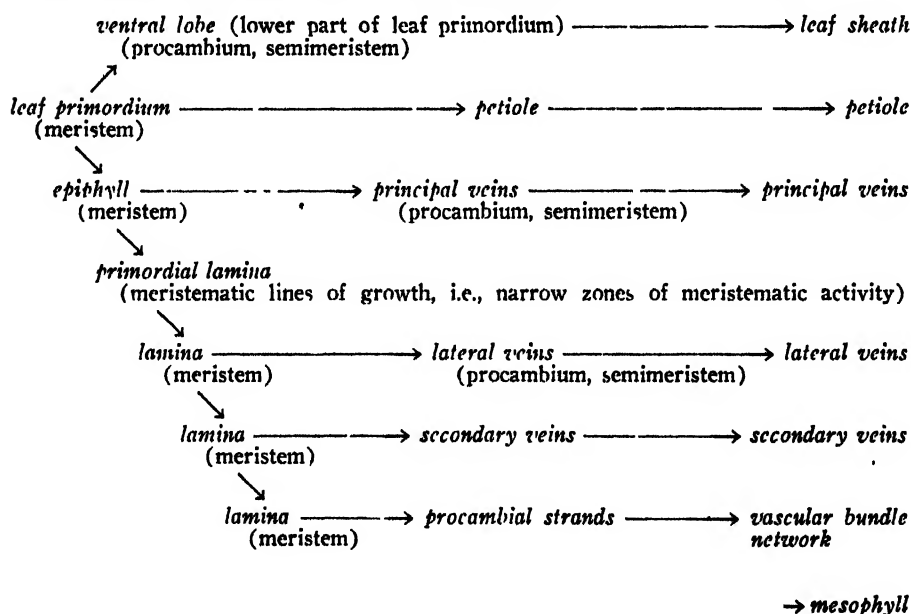 ventral lobe (lower part of leaf primordium) → leaf sheath
(procambium, semimeristem)
leaf primordium → petiole → petiole
(meristem)
epiphyll → principal veins → principal veins
(meristem) (procambium, semimeristem)
primordial lamina
(meristematic lines of growth, i.e., narrow zones of meristematic activity)
lamina → lateral veins → lateral veins
(meristem) (procambium, semimeristem)
lamina → secondary veins → secondary veins
(meristem)
lamina → procambial strands → vascular bundle
(meristem) network
→ mesophyll